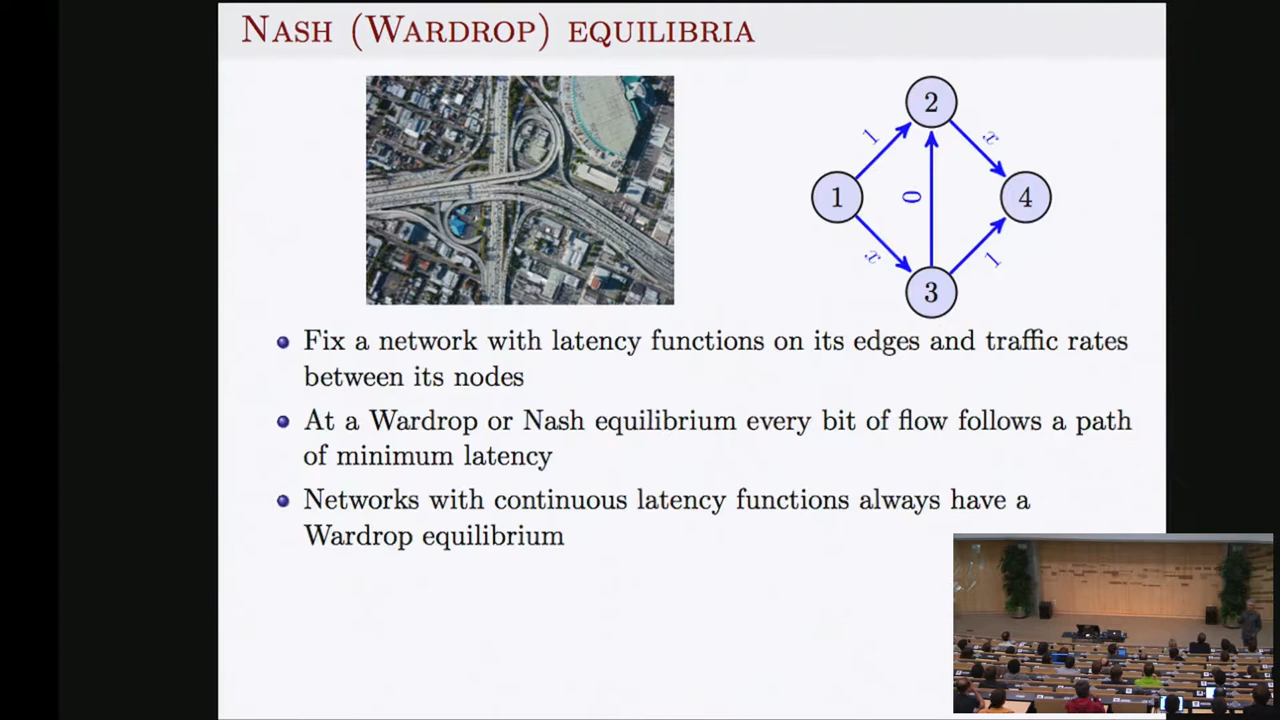 NASH (WARDROP) EQUILIBRIA
2
1
x
1
0
4
x
1
3
Fix a network with latency functions on its edges and traffic rates
between its nodes
At a Wardrop or Nash equilibrium every bit of flow follows a path
of minimum latency
Networks with continuous latency functions always have a
Wardrop equilibrium